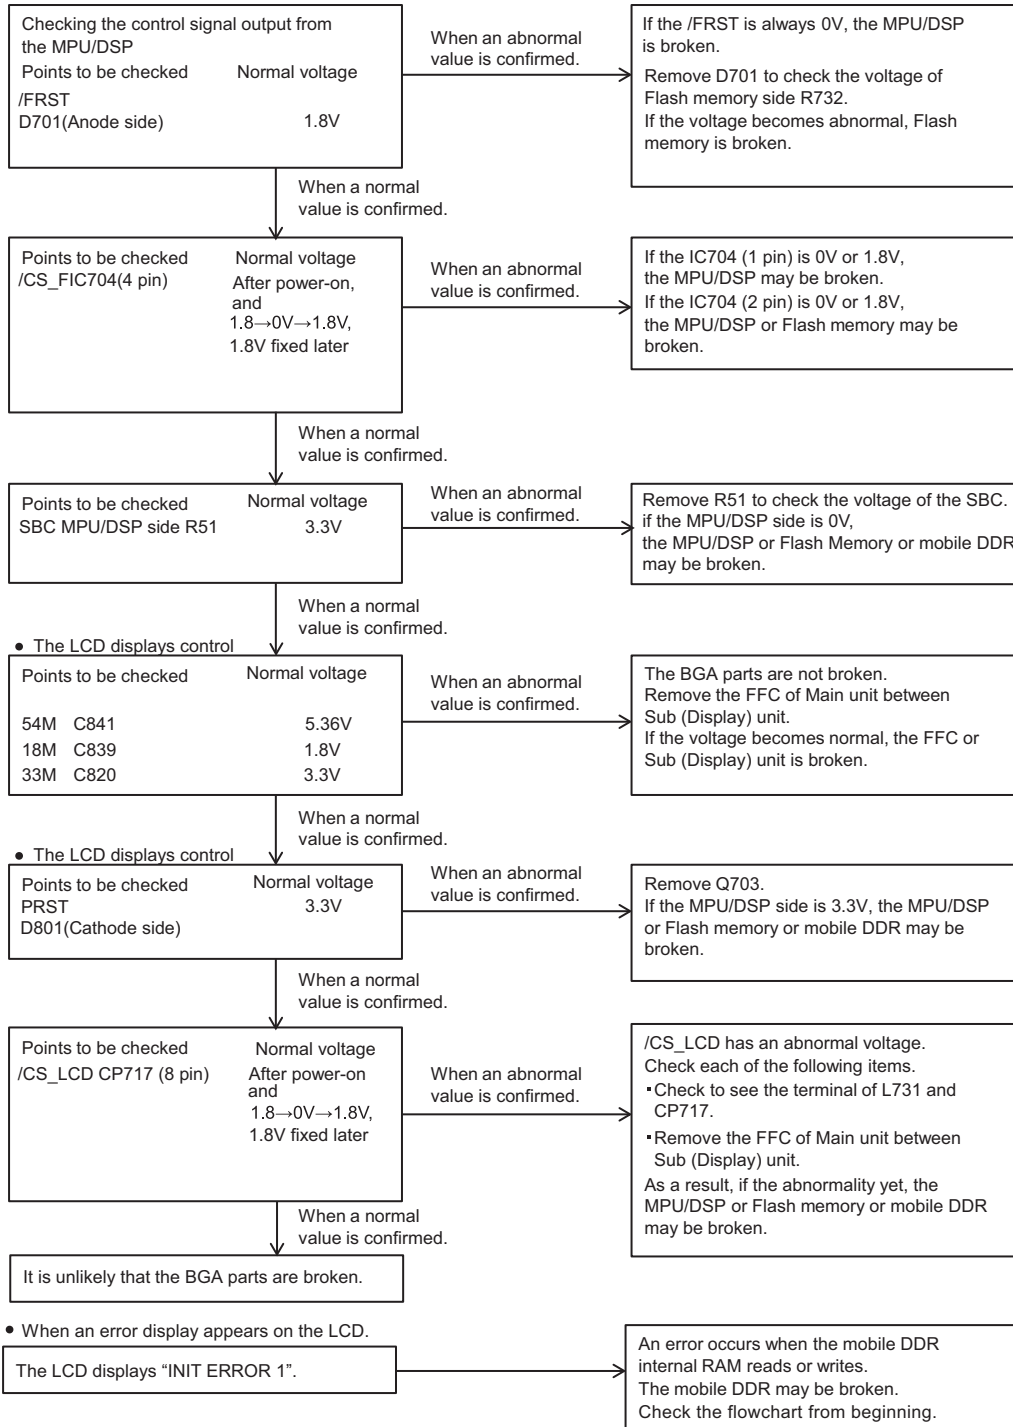 Checking the control signal output from
the MPU/DSP
Points to be checked Normal voltage
/FRST
D701(Anode side) 1.8V
When an abnormal
value is confirmed.
If the /FRST is always 0V, the MPU/DSP
is broken.
Remove D701 to check the voltage of
Flash memory side R732.
If the voltage becomes abnormal, Flash
memory is broken.
When a normal
value is confirmed.
Points to be checked Normal voltage
/CS_FIC704(4 pin) After power-on,
and
1.8→0V→1.8V,
1.8V fixed later
When an abnormal
value is confirmed.
If the IC704 (1 pin) is 0V or 1.8V,
the MPU/DSP may be broken.
If the IC704 (2 pin) is 0V or 1.8V,
the MPU/DSP or Flash memory may be
broken.
When a normal
value is confirmed.
Points to be checked Normal voltage
SBC MPU/DSP side R51 3.3V
When an abnormal
value is confirmed.
Remove R51 to check the voltage of the SBC.
if the MPU/DSP side is 0V,
the MPU/DSP or Flash Memory or mobile DDR
may be broken.
When a normal
value is confirmed.
• The LCD displays control
Points to be checked Normal voltage
54M C841 5.36V
18M C839 1.8V
33M C820 3.3V
When an abnormal
value is confirmed.
The BGA parts are not broken.
Remove the FFC of Main unit between
Sub (Display) unit.
If the voltage becomes normal, the FFC or
Sub (Display) unit is broken.
When a normal
value is confirmed.
• The LCD displays control
Points to be checked Normal voltage
PRST 3.3V
D801(Cathode side)
When an abnormal
value is confirmed.
Remove Q703.
If the MPU/DSP side is 3.3V, the MPU/DSP
or Flash memory or mobile DDR may be
broken.
When a normal
value is confirmed.
Points to be checked Normal voltage
/CS_LCD CP717 (8 pin) After power-on
and
1.8→0V→1.8V,
1.8V fixed later
When an abnormal
value is confirmed.
/CS_LCD has an abnormal voltage.
Check each of the following items.
▪Check to see the terminal of L731 and
CP717.
▪Remove the FFC of Main unit between
Sub (Display) unit.
As a result, if the abnormality yet, the
MPU/DSP or Flash memory or mobile DDR
may be broken.
When a normal
value is confirmed.
It is unlikely that the BGA parts are broken.
• When an error display appears on the LCD.
The LCD displays “INIT ERROR 1”.
An error occurs when the mobile DDR
internal RAM reads or writes.
The mobile DDR may be broken.
Check the flowchart from beginning.